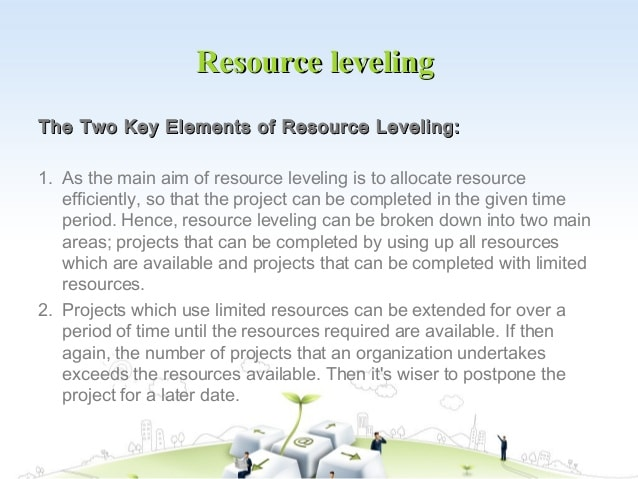 Resource leveling
The Two Key Elements of Resource Leveling:
1. As the main aim of resource leveling is to allocate resource
efficiently, so that the project can be completed in the given time
period. Hence, resource leveling can be broken down into two main
areas; projects that can be completed by using up all resources
which are available and projects that can be completed with limited
resources.
2. Projects which use limited resources can be extended for over a
period of time until the resources required are available. If then
again, the number of projects that an organization undertakes
exceeds the resources available. Then it's wiser to postpone the
project for a later date.
@